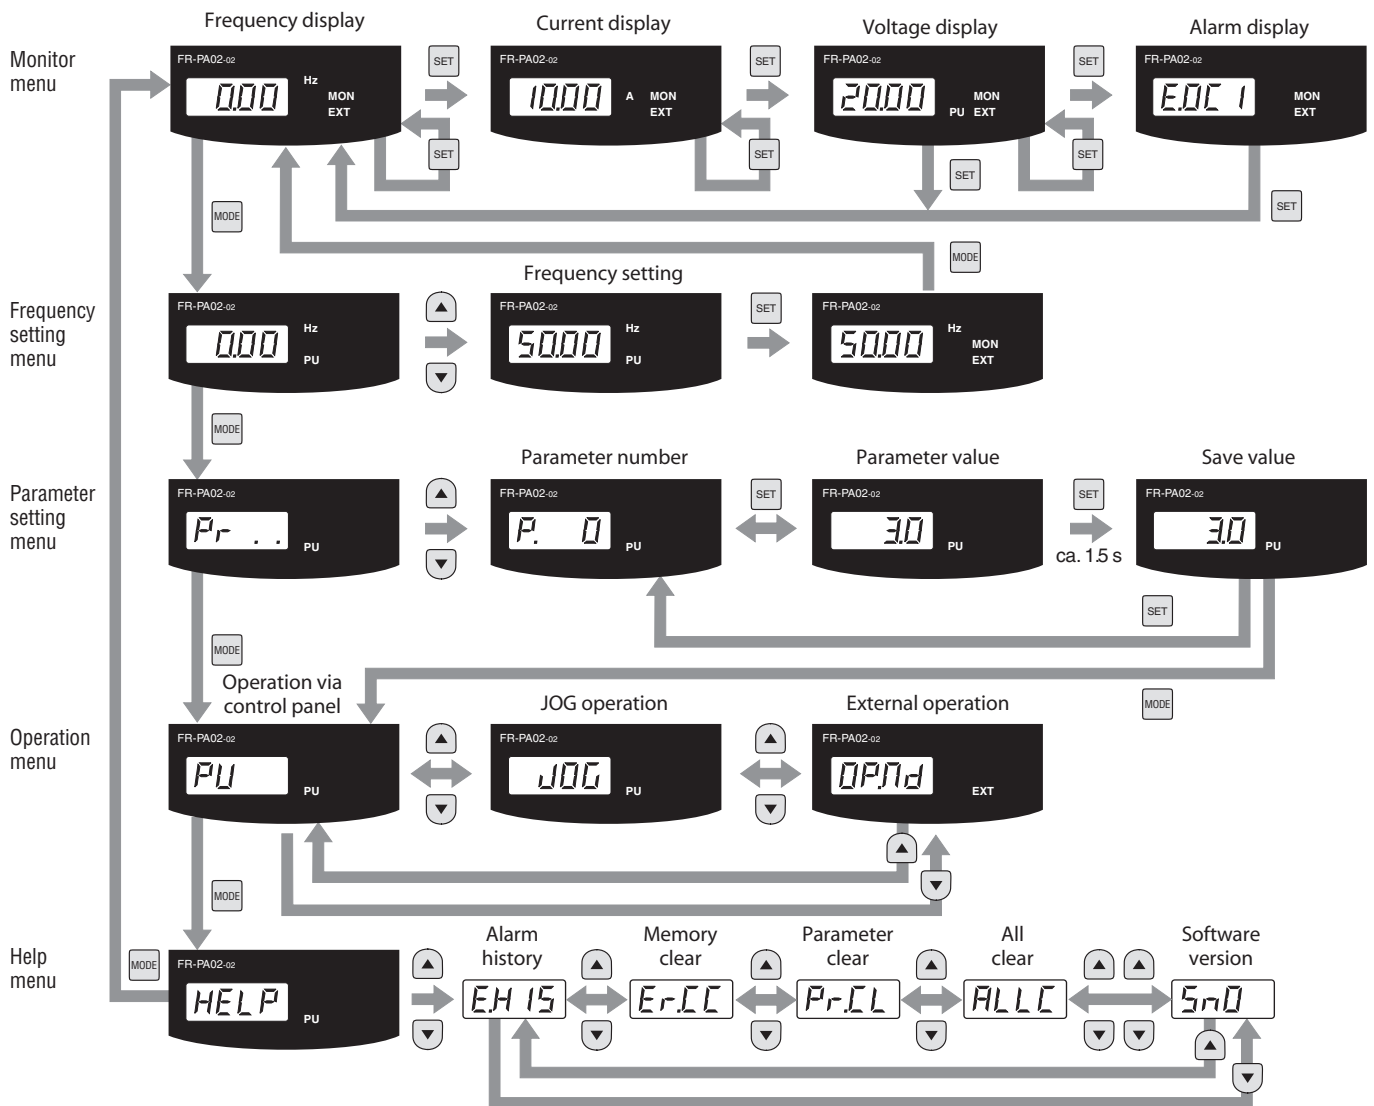 Frequency display
Current display
Voltage display
Alarm display
Monitor
menu
FR-PA02-02
0.00
Hz
MON
EXT
SET
SET
FR-PA02-02
10.00
A
MON
EXT
SET
SET
FR-PA02-02
20.00
PU
MON
EXT
SET
SET
SET
FR-PA02-02
E.OC 1
MON
EXT
SET
MODE
MODE
Frequency setting
Frequency
setting
menu
FR-PA02-02
0.00
Hz
PU
FR-PA02-02
50.00
Hz
PU
SET
FR-PA02-02
50.00
Hz
MON
EXT
MODE
Parameter number
Parameter value
Save value
Parameter
setting
menu
FR-PA02-02
Pr . .
PU
FR-PA02-02
P. 0
PU
SET
FR-PA02-02
3.0
PU
SET
ca. 1.5 s
FR-PA02-02
3.0
PU
SET
MODE
MODE
Operation via
control panel
JOG operation
External operation
Operation
menu
FR-PA02-02
PU
PU
FR-PA02-02
JOG
PU
FR-PA02-02
OP.Nd
EXT
MODE
Help
menu
MODE
FR-PA02-02
HELP
PU
Alarm
history
E.H IS
Memory
clear
Er.CC
Parameter
clear
Pr.CL
All
clear
ALLC
Software
version
Sn0